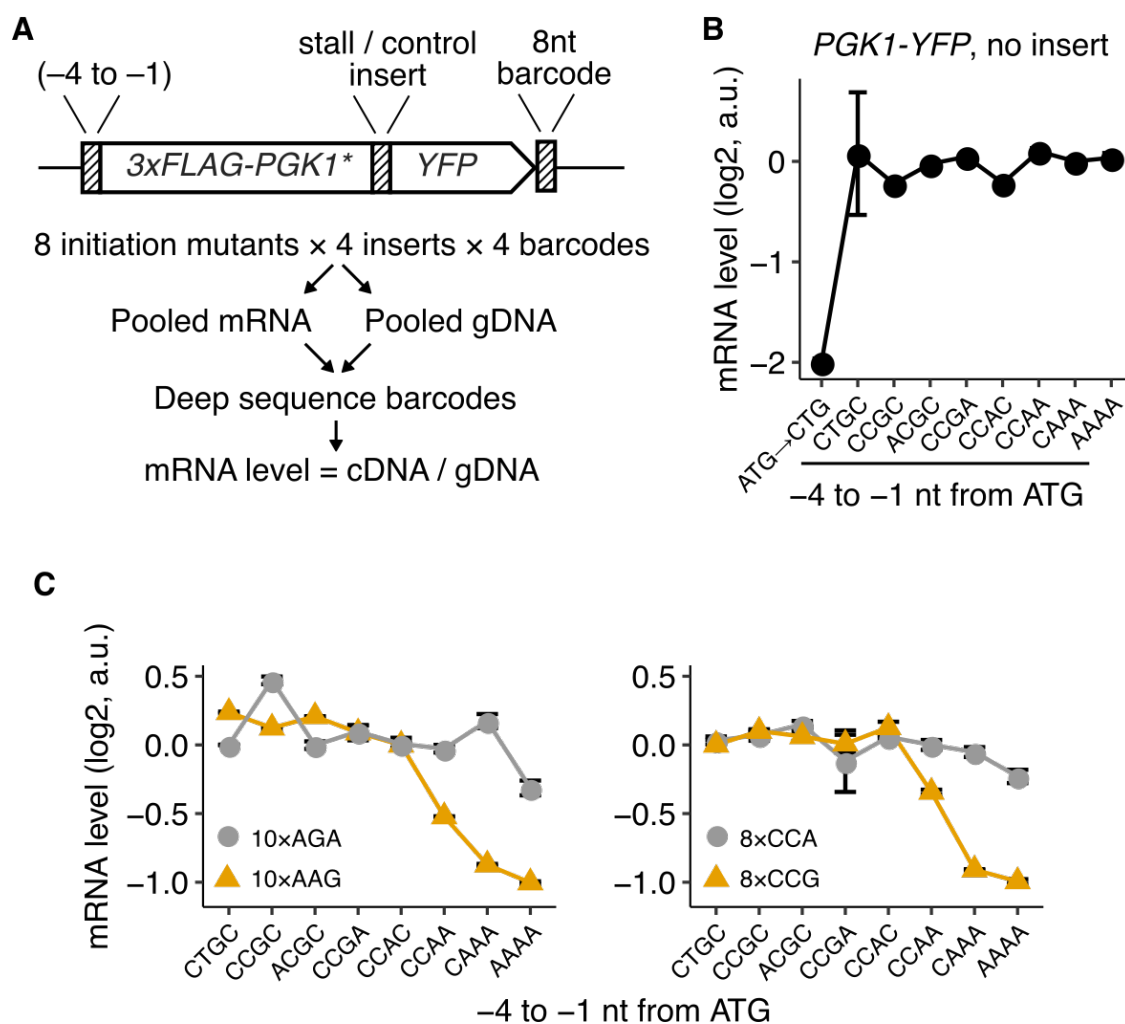 A
(−4 to −1)
stall / control
insert
8nt
barcode
3xFLAG-PGK1*
YFP
8 initiation mutants × 4 inserts × 4 barcodes
Pooled mRNA
Pooled gDNA
Deep sequence barcodes
mRNA level = cDNA / gDNA
B
PGK1-YFP, no insert
mRNA level (log2, a.u.)
0
−1
−2
ATG→CTG
CTGC
CCGC
ACGC
CCGA
CCAC
CCAA
CAAA
AAAA
−4 to −1 nt from ATG
C
mRNA level (log2, a.u.)
0.5
0.0
−0.5
−1.0
10×AGA
10×AAG
CTGC
CCGC
ACGC
CCGA
CCAC
CCAA
CAAA
AAAA
0.5
0.0
−0.5
−1.0
8×CCA
8×CCG
CTGC
CCGC
ACGC
CCGA
CCAC
CCAA
CAAA
AAAA
−4 to −1 nt from ATG